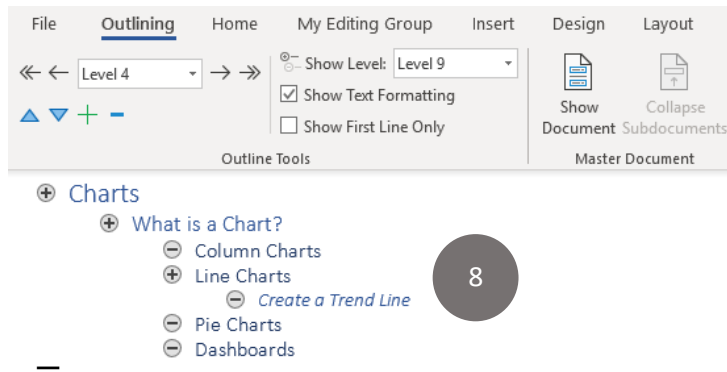 File Outlining Home My Editing Group Insert Design Layout
Level 4
Show Level: Level 9
Show Text Formatting
Show First Line Only
Outline Tools
Show Document
Collapse Subdocuments
Master Document
Charts
What is a Chart?
Column Charts
Line Charts
8
Create a Trend Line
Pie Charts
Dashboards